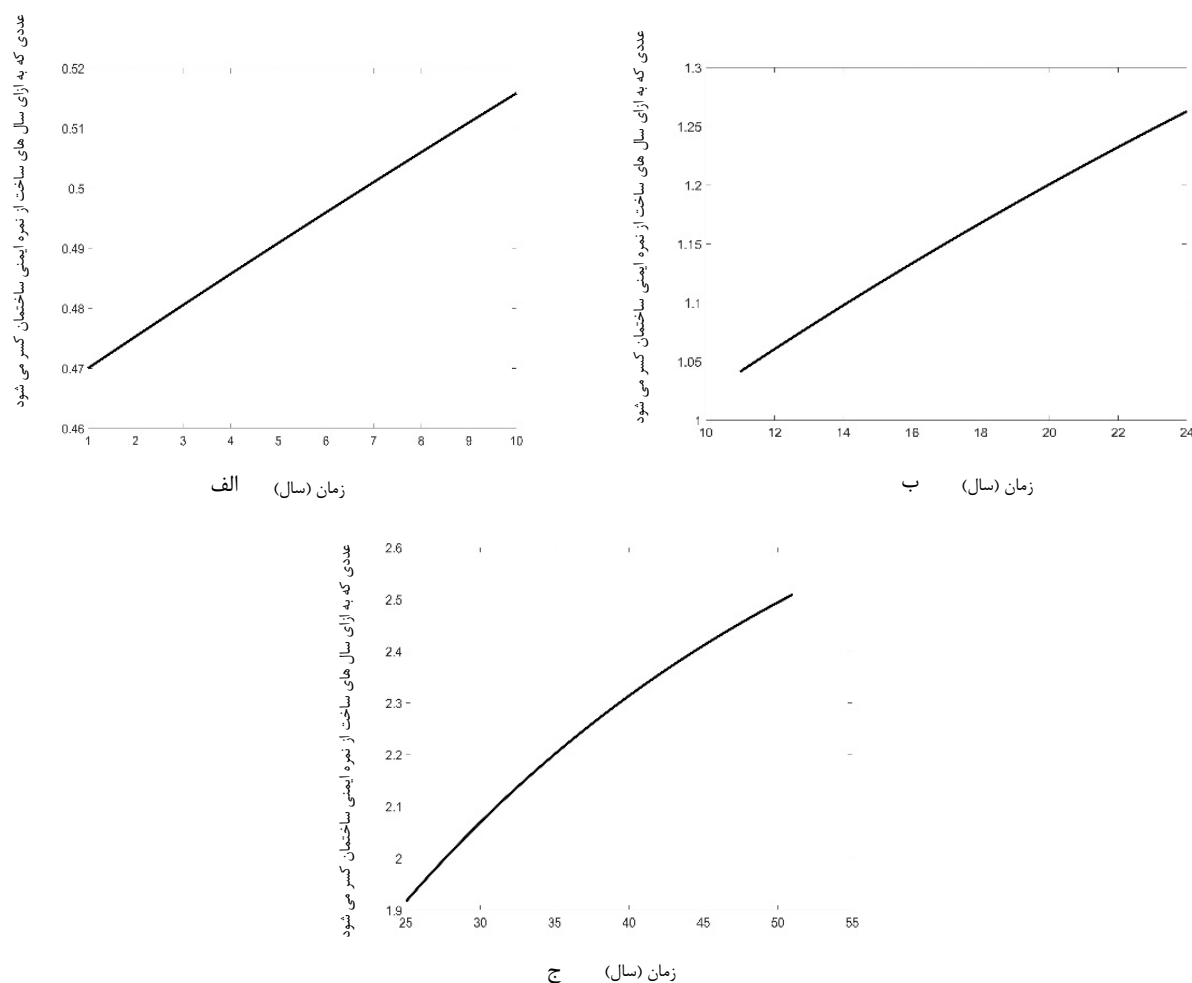 عددی که به ازای سال های ساخت از نمره ایمنی ساختمان کسر می شود
0.52
0.51
0.5
0.49
0.48
0.47
0.46
1 2 3 4 5 6 7 8 9 10
زمان (سال) الف
عددی که به ازای سال های ساخت از نمره ایمنی ساختمان کسر می شود
1.3
1.25
1.2
1.15
1.1
1.05
1
10 12 14 16 18 20 22 24
زمان (سال) ب
عددی که به ازای سال های ساخت از نمره ایمنی ساختمان کسر می شود
2.6
2.5
2.4
2.3
2.2
2.1
2
1.9
25 30 35 40 45 50 55
زمان (سال) ج